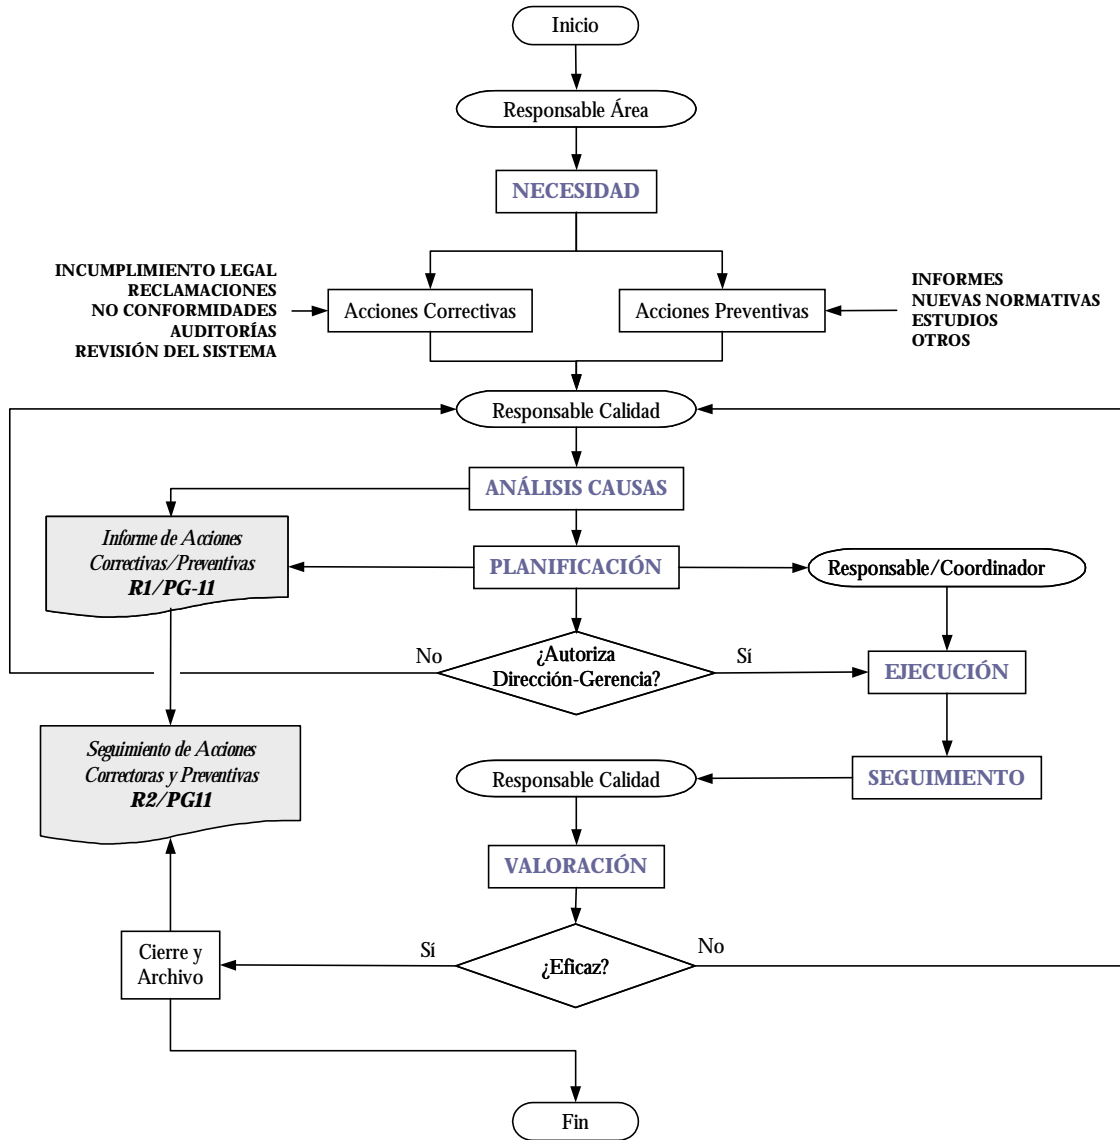 Inicio
Responsable Área
NECESIDAD
INCUMPLIMIENTO LEGAL
RECLAMACIONES
NO CONFORMIDADES
AUDITORÍAS
REVISIÓN DEL SISTEMA
Acciones Correctivas
Acciones Preventivas
INFORMES
NUEVAS NORMATIVAS
ESTUDIOS
OTROS
Responsable Calidad
ANÁLISIS CAUSAS
Informe de Acciones
Correctivas/Preventivas
R1/PG-11
PLANIFICACIÓN
Responsable/Coordinador
No
¿Autoriza
Dirección-Gerencia?
Sí
EJECUCIÓN
Seguimiento de Acciones
Correctoras y Preventivas
R2/PG11
Responsable Calidad
SEGUIMIENTO
VALORACIÓN
Cierre y
Archivo
Sí
¿Eficaz?
No
Fin